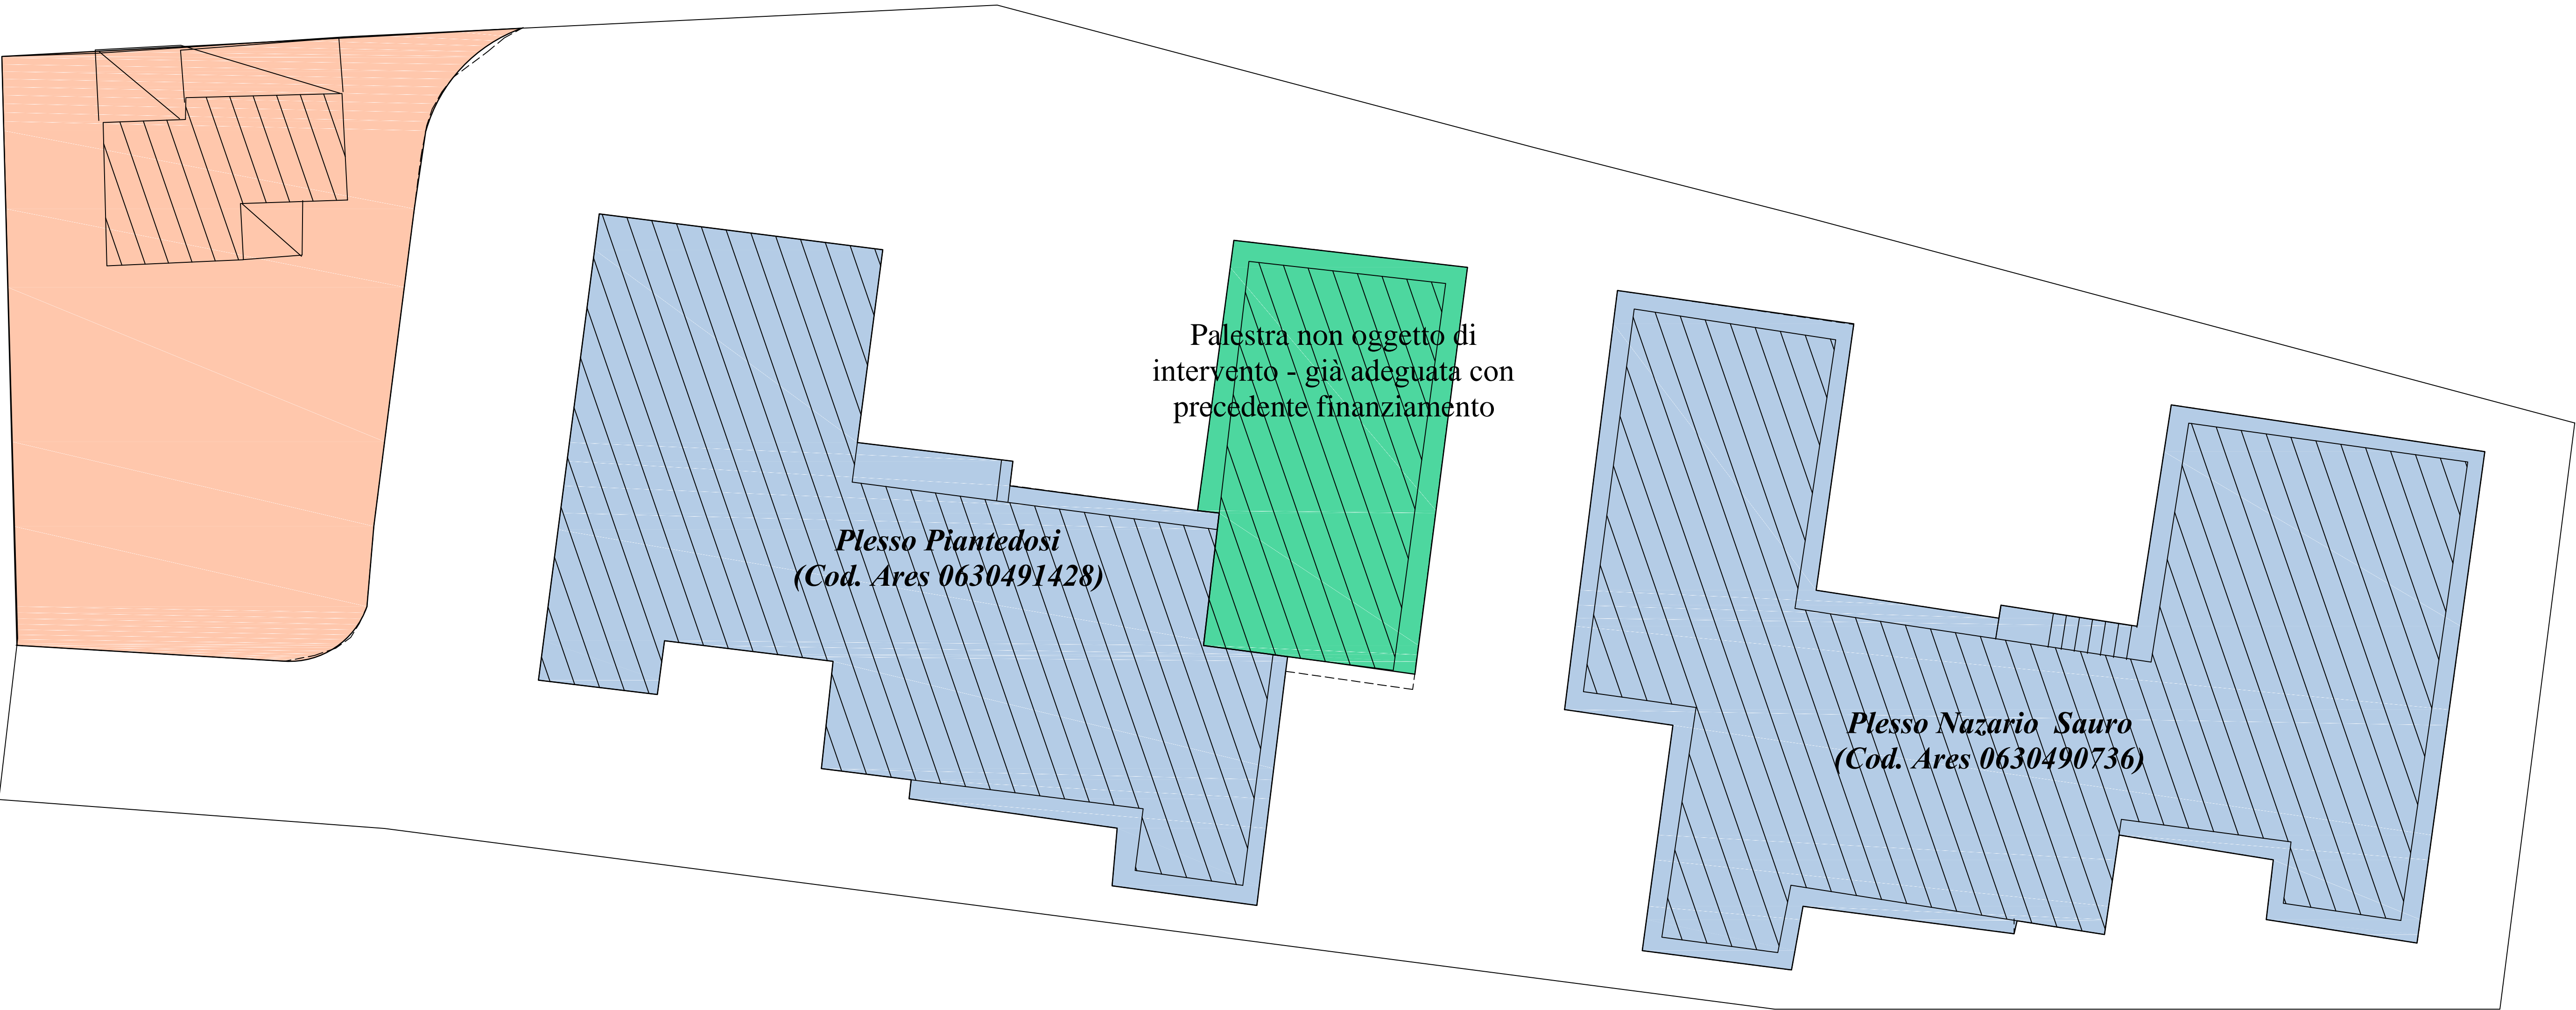 Palestra non oggetto di
intervento - già adeguata con
precedente finanziamento
Plesso Piantedosi
(Cod. Ares 0630491428)
Plesso Nazario  Sauro
(Cod. Ares 0630490736)